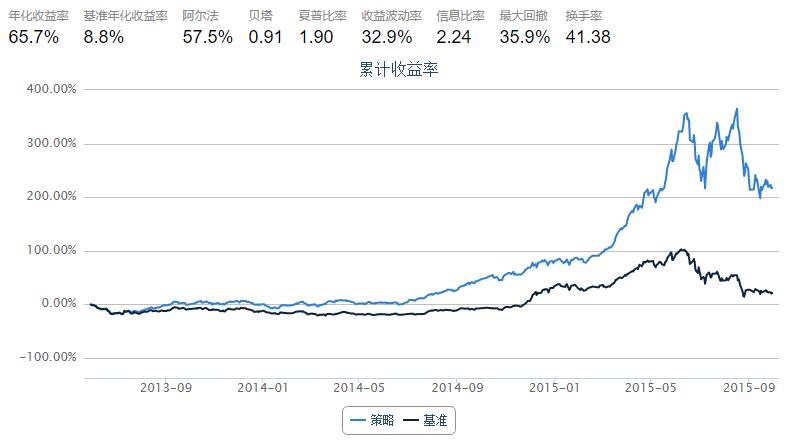 年化收益率 基准年化收益率 阿尔法 贝塔 夏普比率 收益波动率 信息比率 最大回撤 换手率
65.7% 8.8% 57.5% 0.91 1.90 32.9% 2.24 35.9% 41.38
累计收益率
400.00%
300.00%
200.00%
100.00%
0.00%
-100.00%
2013-09 2014-01 2014-05 2014-09 2015-01 2015-05 2015-09
策略 基准